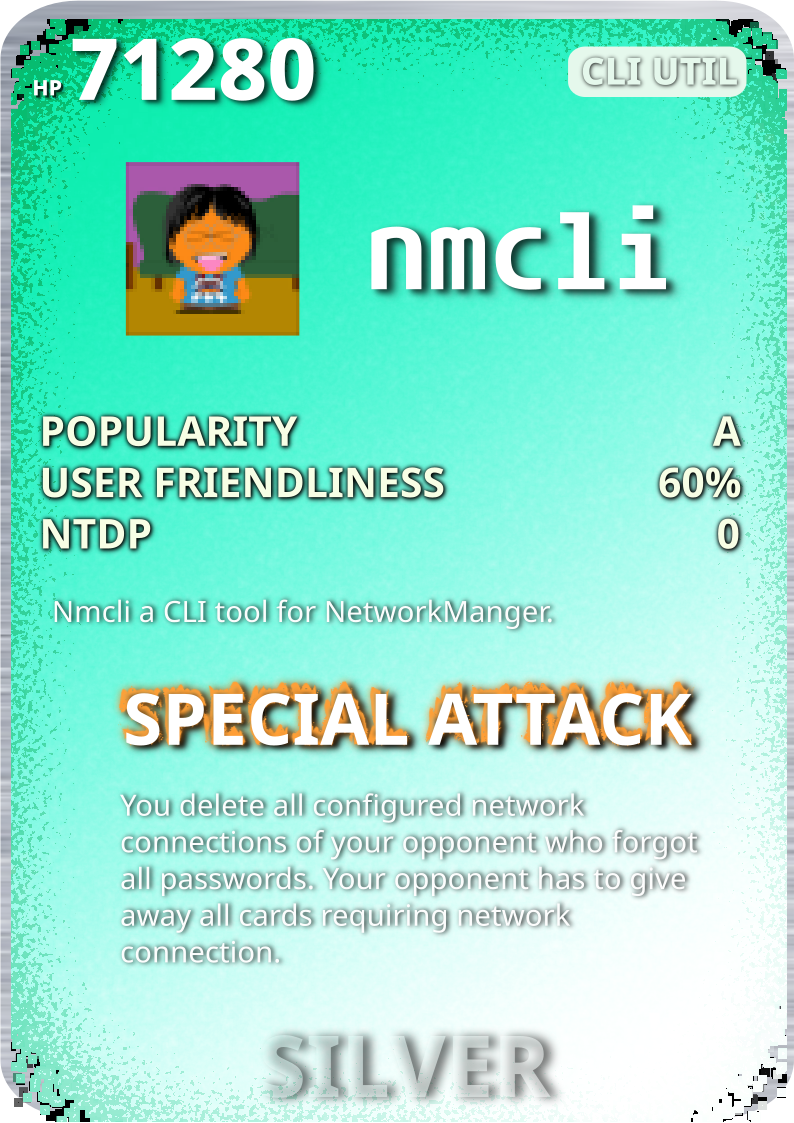 HP 71280
CLI UTIL
nmcli
POPULARITY A
USER FRIENDLINESS 60%
NTDP 0
Nmcli a CLI tool for NetworkManger.
SPECIAL ATTACK
You delete all configured network
connections of your opponent who forgot
all passwords. Your opponent has to give
away all cards requiring network
connection.
SILVER